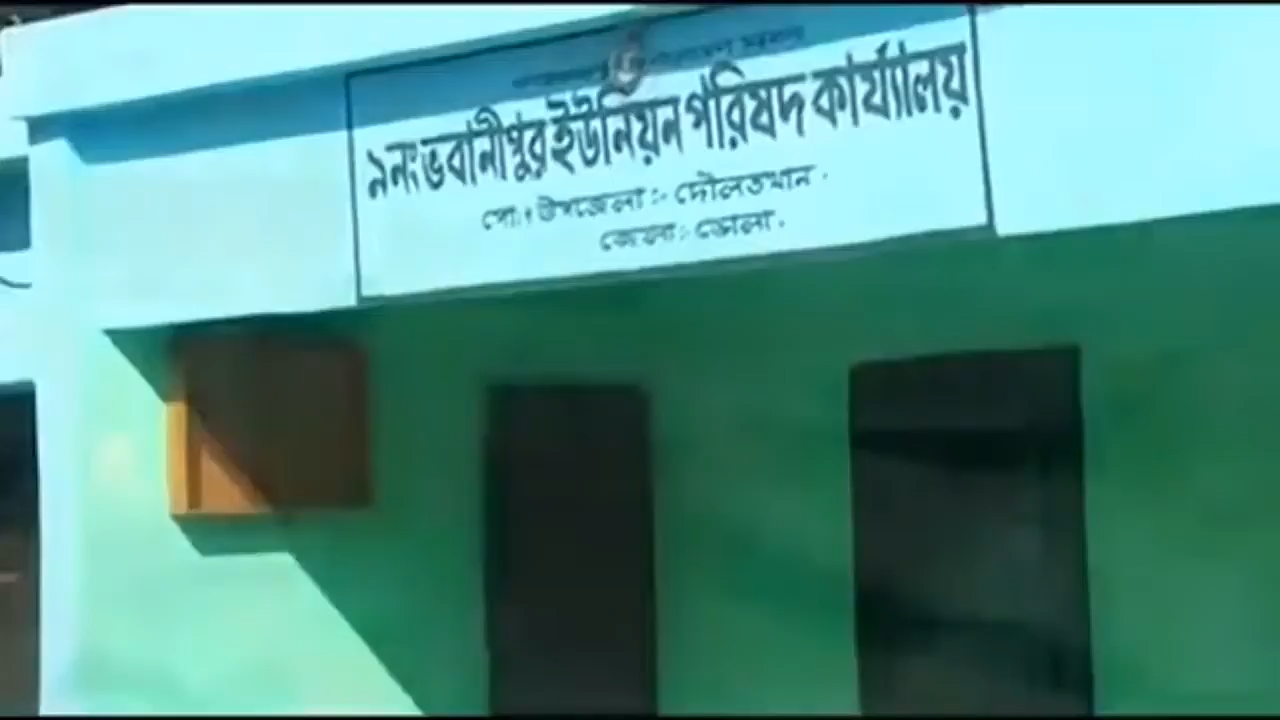 ৯নং ভবানীপুর ইউনিয়ন পরিষদ কার্য্যালয়
পো: উপজেলা :- দৌলতখান.
জেলা :- ভোলা.